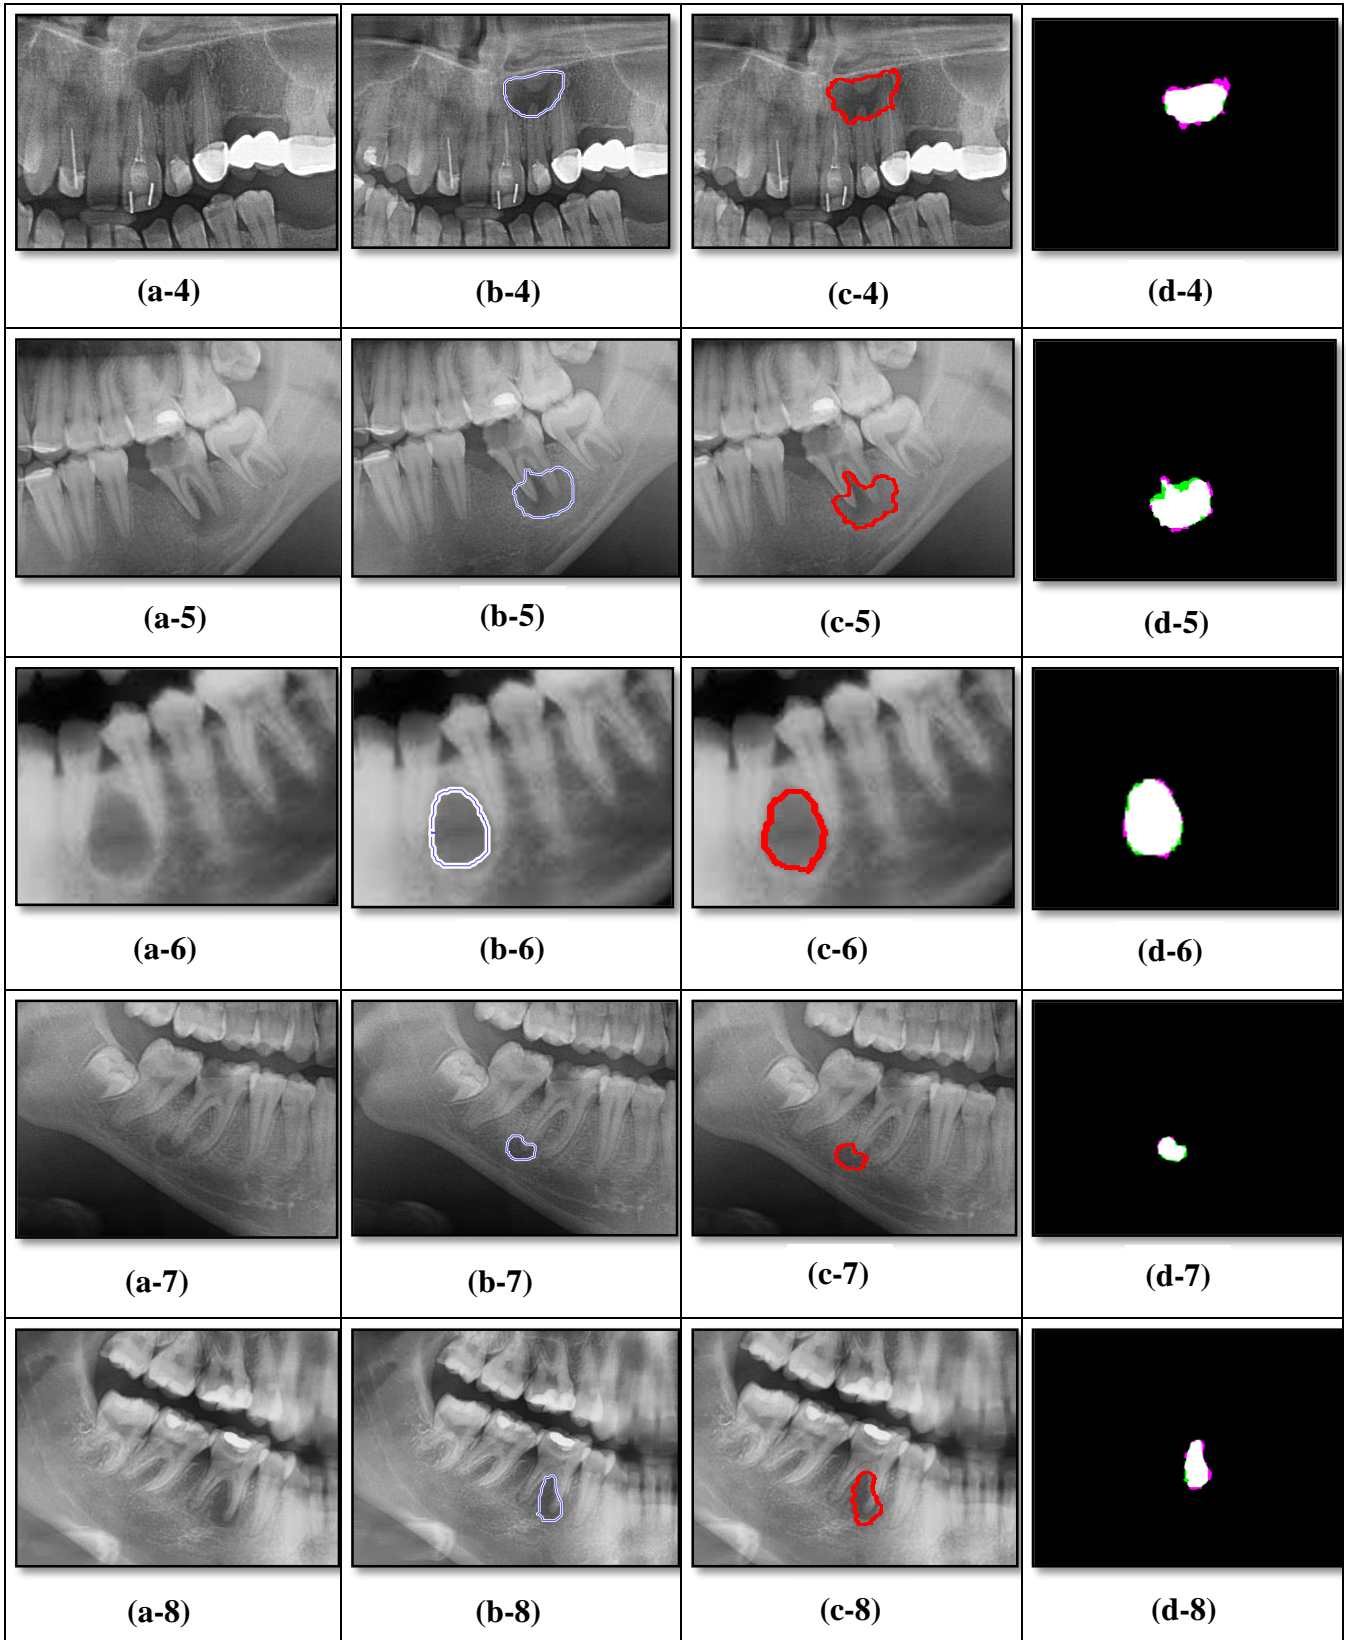 (a-4) (b-4) (c-4) (d-4)
(a-5) (b-5) (c-5) (d-5)
(a-6) (b-6) (c-6) (d-6)
(a-7) (b-7) (c-7) (d-7)
(a-8) (b-8) (c-8) (d-8)